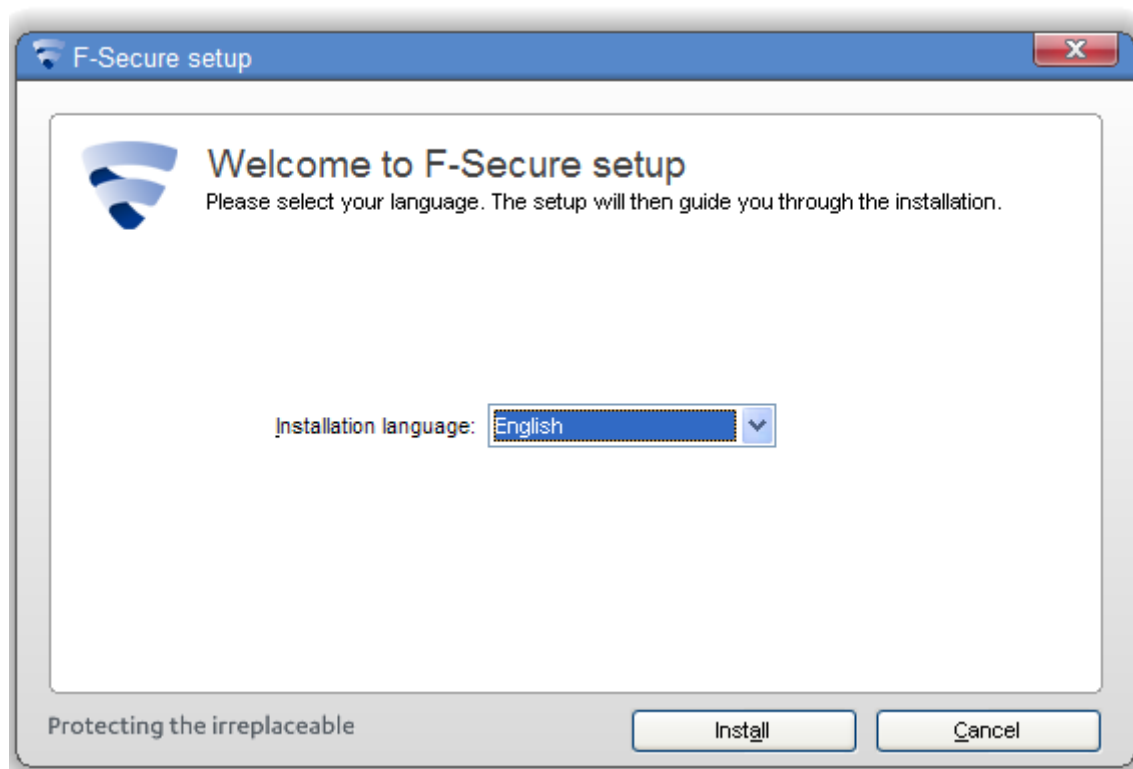 F-Secure setup
Welcome to F-Secure setup
Please select your language. The setup will then guide you through the installation.
Installation language: English
Protecting the irreplaceable
Install
Cancel